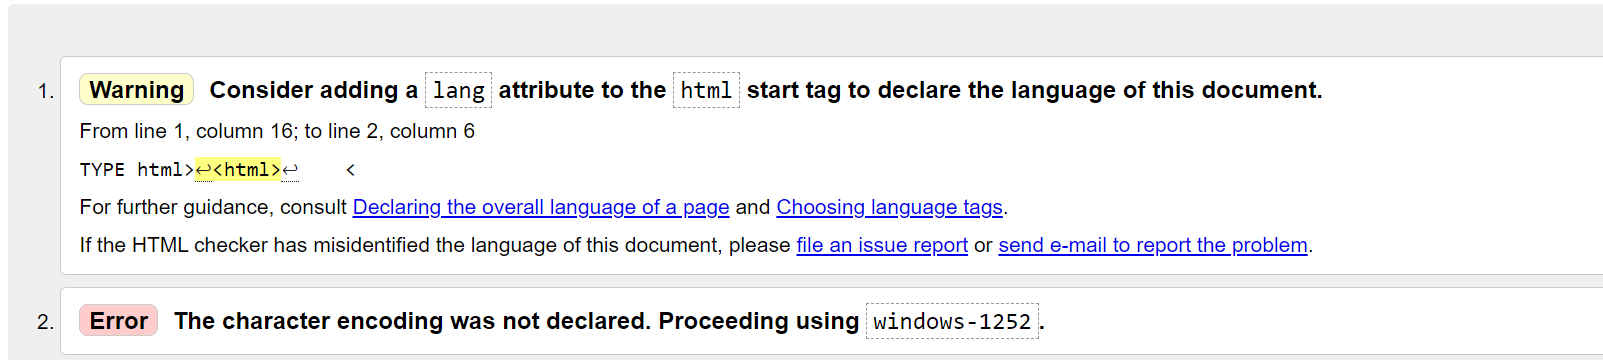 1. Warning Consider adding a lang attribute to the html start tag to declare the language of this document.
From line 1, column 16; to line 2, column 6
TYPE html>↩<html>↩ <
For further guidance, consult Declaring the overall language of a page and Choosing language tags.
If the HTML checker has misidentified the language of this document, please file an issue report or send e-mail to report the problem.
2. Error The character encoding was not declared. Proceeding using windows-1252.